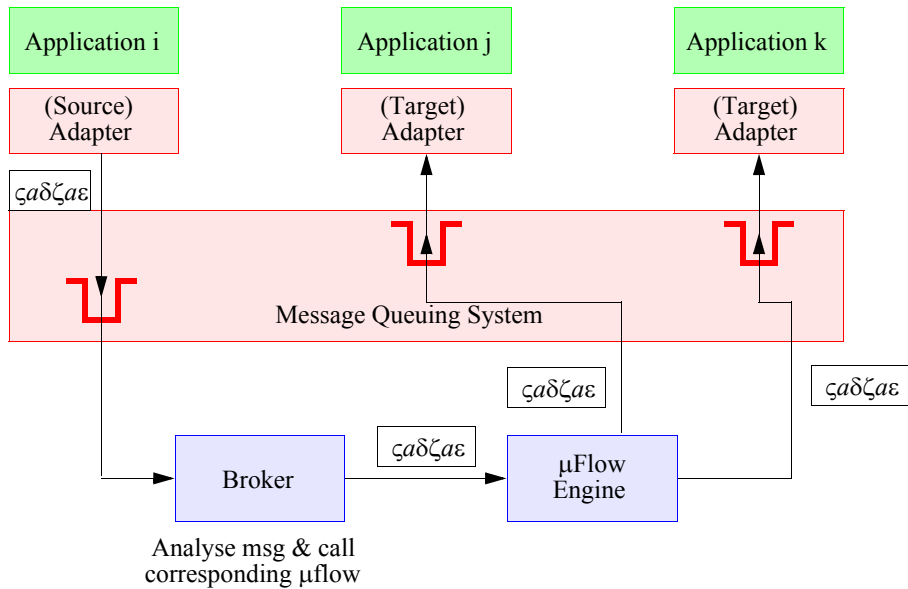 Application i
Application j
Application k
(Source)
Adapter
(Target)
Adapter
(Target)
Adapter
ςaδζaε
Message Queuing System
ςaδζaε
ςaδζaε
ςaδζaε
Broker
μFlow
Engine
Analyse msg & call
corresponding μflow